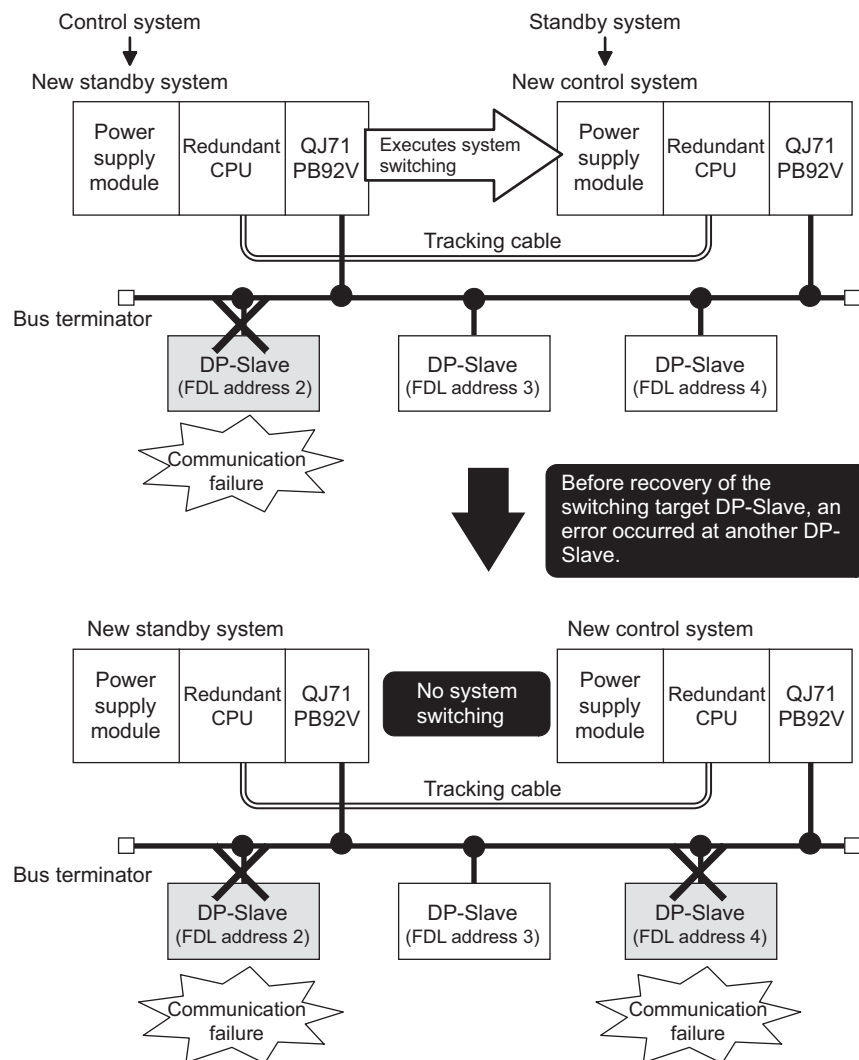 Control system
Standby system
New standby system
New control system
Power
supply
module
Redundant
CPU
QJ71
PB92V
Executes system
switching
Power
supply
module
Redundant
CPU
QJ71
PB92V
Tracking cable
Bus terminator
DP-Slave
(FDL address 2)
DP-Slave
(FDL address 3)
DP-Slave
(FDL address 4)
Communication
failure
Before recovery of the
switching target DP-Slave, an
error occurred at another DP-
Slave.
New standby system
New control system
Power
supply
module
Redundant
CPU
QJ71
PB92V
No system
switching
Power
supply
module
Redundant
CPU
QJ71
PB92V
Tracking cable
Bus terminator
DP-Slave
(FDL address 2)
DP-Slave
(FDL address 3)
DP-Slave
(FDL address 4)
Communication
failure
Communication
failure